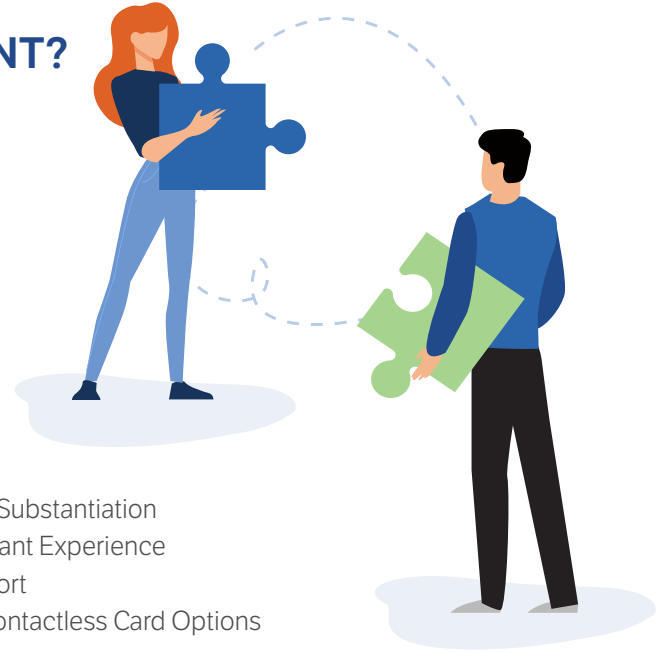 NT?
Substantiation
ant Experience
ort
ontactless Card Options